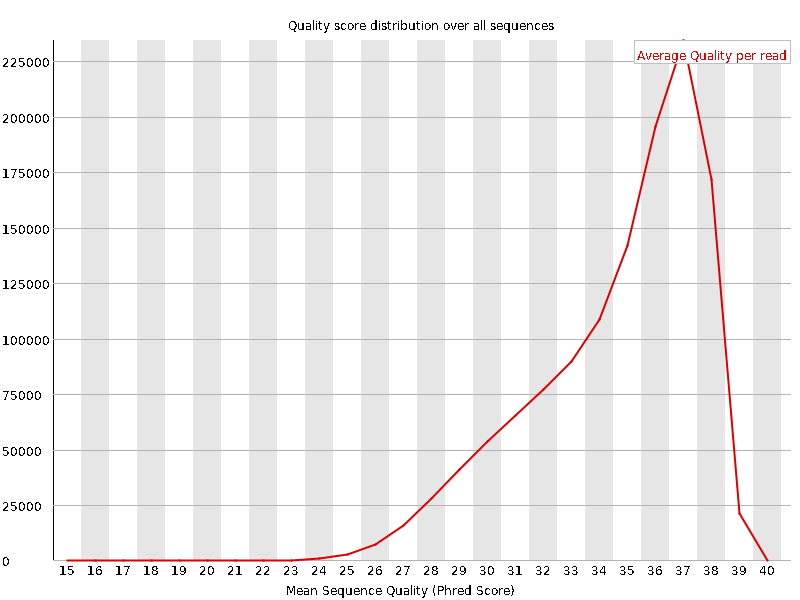 Quality score distribution over all sequences
Average Quality per read
225000
200000
175000
150000
125000
100000
75000
50000
25000
0
15 16 17 18 19 20 21 22 23 24 25 26 27 28 29 30 31 32 33 34 35 36 37 38 39 40
Mean Sequence Quality (Phred Score)